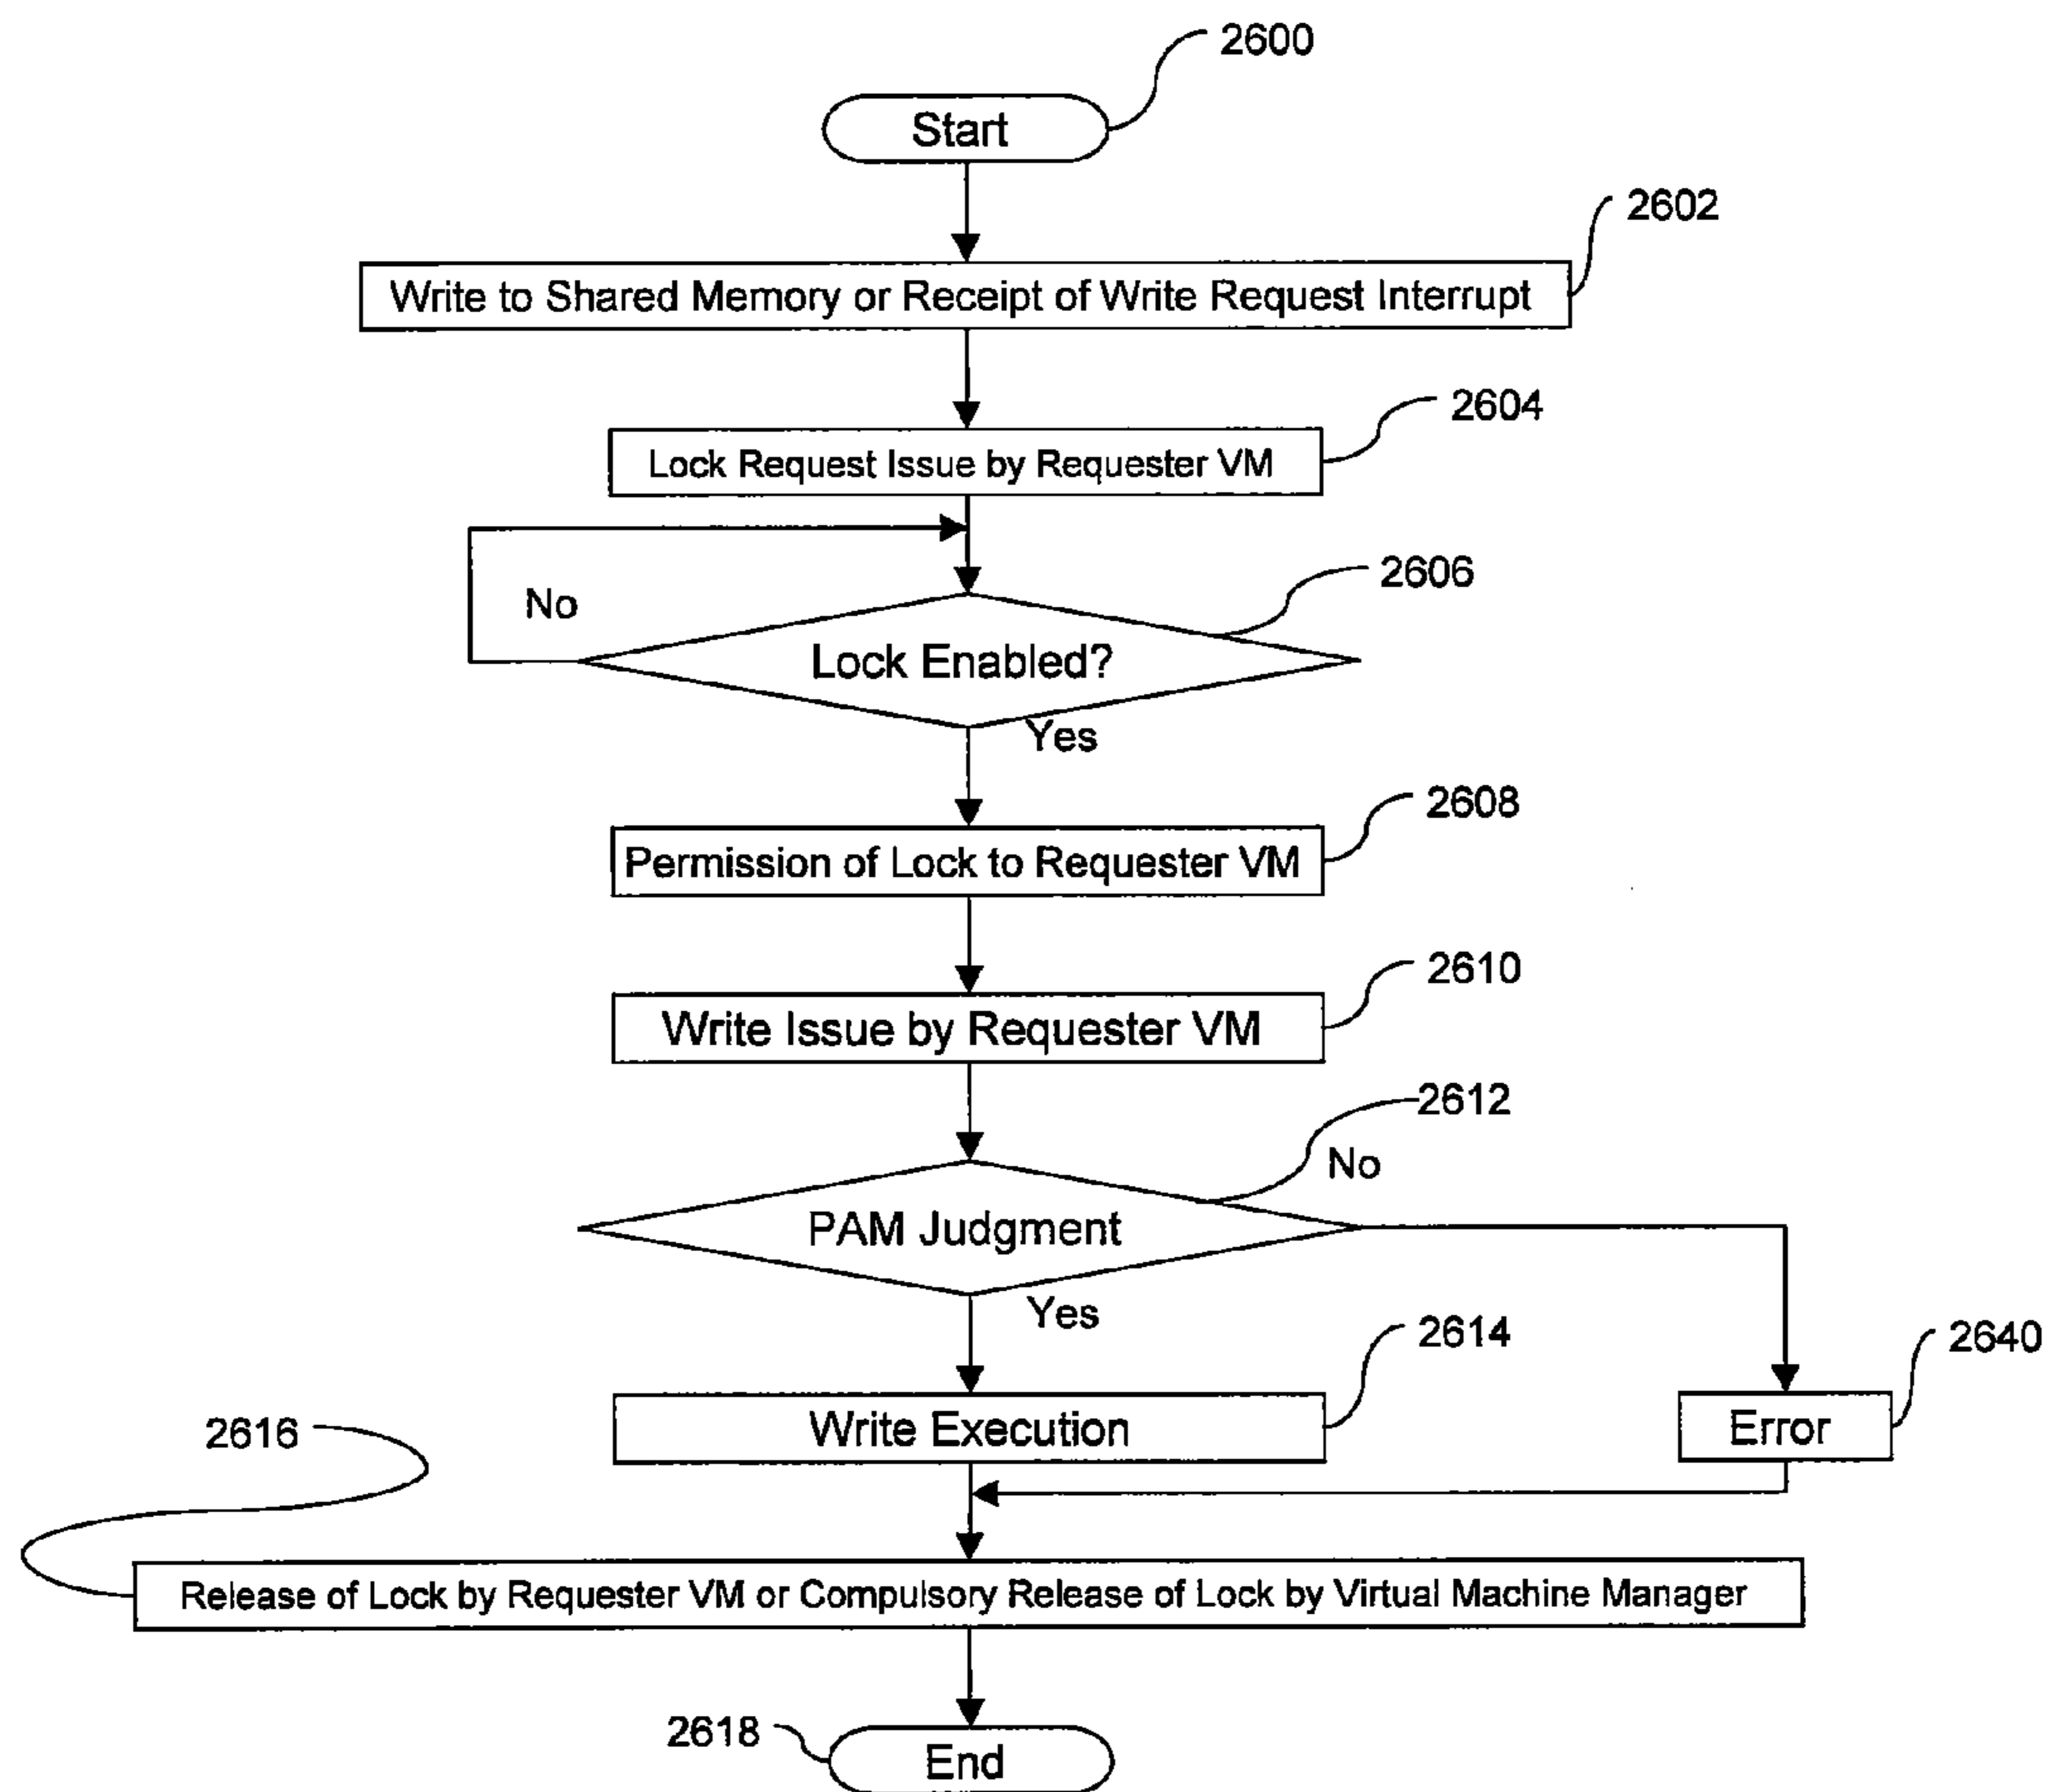 2600
Start
2602
Write to Shared Memory or Receipt of Write Request Interrupt
2604
Lock Request Issue by Requester VM
2606
No
Lock Enabled?
Yes
2608
Permission of Lock to Requester VM
2610
Write Issue by Requester VM
2612
No
PAM Judgment
Yes
2614
2640
Write Execution
Error
2616
Release of Lock by Requester VM or Compulsory Release of Lock by Virtual Machine Manager
2618
End